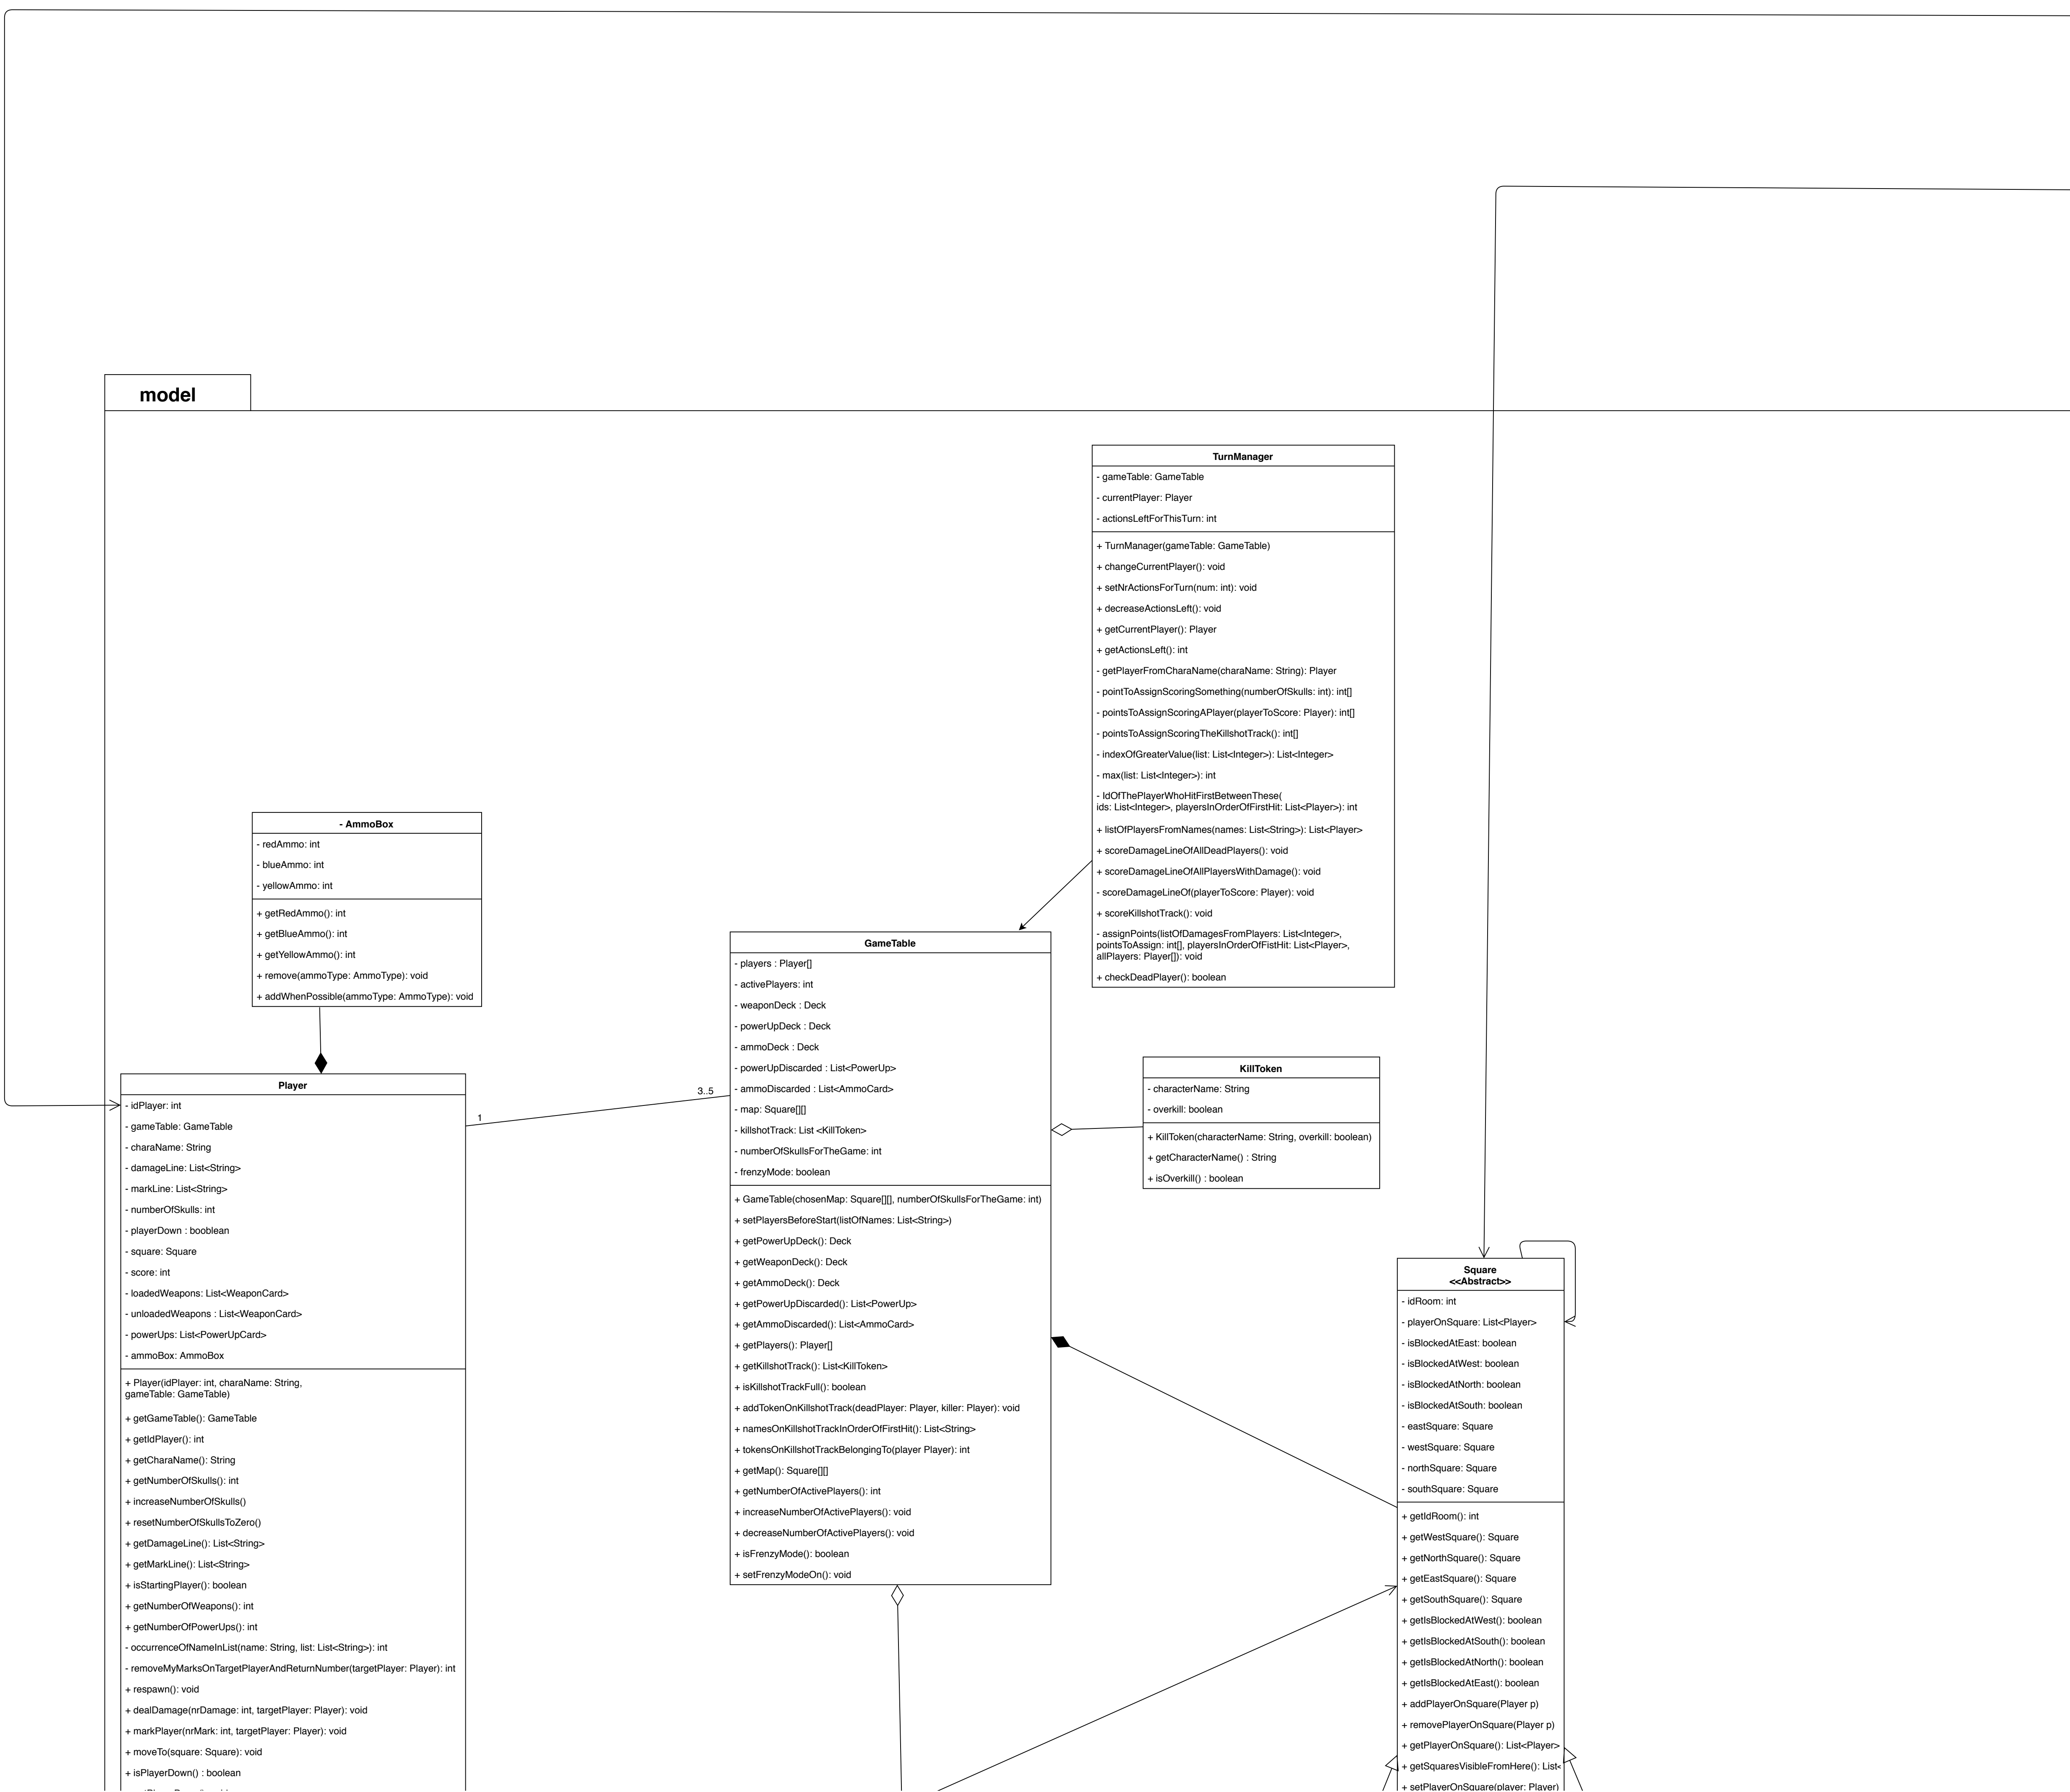 model
TurnManager
- gameTable: GameTable
- currentPlayer: Player
- actionsLeftForThisTurn: int
+ TurnManager(gameTable: GameTable)
+ changeCurrentPlayer(): void
+ setNrActionsForTurn(num: int): void
+ decreaseActionsLeft(): void
+ getCurrentPlayer(): Player
+ getActionsLeft(): int
- getPlayerFromCharaName(charaName: String): Player
- pointToAssignScoringSomething(numberOfSkulls: int): int[]
- pointsToAssignScoringAPlayer(playerToScore: Player): int[]
- pointsToAssignScoringTheKillshotTrack(): int[]
- indexOfGreaterValue(list: List<Integer>): List<Integer>
- max(list: List<Integer>): int
- IdOfThePlayerWhoHitFirstBetweenThese(
ids: List<Integer>, playersInOrderOfFirstHit: List<Player>): int
+ listOfPlayersFromNames(names: List<String>): List<Player>
+ scoreDamageLineOfAllDeadPlayers(): void
+ scoreDamageLineOfAllPlayersWithDamage(): void
- scoreDamageLineOf(playerToScore: Player): void
+ scoreKillshotTrack(): void
- assignPoints(listOfDamagesFromPlayers: List<Integer>,
pointsToAssign: int[], playersInOrderOfFistHit: List<Player>,
allPlayers: Player[]): void
+ checkDeadPlayer(): boolean
- AmmoBox
- redAmmo: int
- blueAmmo: int
- yellowAmmo: int
+ getRedAmmo(): int
+ getBlueAmmo(): int
+ getYellowAmmo(): int
+ remove(ammoType: AmmoType): void
+ addWhenPossible(ammoType: AmmoType): void
GameTable
- players : Player[]
- activePlayers: int
- weaponDeck : Deck
- powerUpDeck : Deck
- ammoDeck : Deck
- powerUpDiscarded : List<PowerUp>
- ammoDiscarded : List<AmmoCard>
- map: Square[][]
- killshotTrack: List <KillToken>
- numberOfSkullsForTheGame: int
- frenzyMode: boolean
+ GameTable(chosenMap: Square[][], numberOfSkullsForTheGame: int)
+ setPlayersBeforeStart(listOfNames: List<String>)
+ getPowerUpDeck(): Deck
+ getWeaponDeck(): Deck
+ getAmmoDeck(): Deck
+ getPowerUpDiscarded(): List<PowerUp>
+ getAmmoDiscarded(): List<AmmoCard>
+ getPlayers(): Player[]
+ getKillshotTrack(): List<KillToken>
+ isKillshotTrackFull(): boolean
+ addTokenOnKillshotTrack(deadPlayer: Player, killer: Player): void
+ namesOnKillshotTrackInOrderOfFirstHit(): List<String>
+ tokensOnKillshotTrackBelongingTo(player Player): int
+ getMap(): Square[][]
+ getNumberOfActivePlayers(): int
+ increaseNumberOfActivePlayers(): void
+ decreaseNumberOfActivePlayers(): void
+ isFrenzyMode(): boolean
+ setFrenzyModeOn(): void
KillToken
- characterName: String
- overkill: boolean
+ KillToken(characterName: String, overkill: boolean)
+ getCharacterName() : String
+ isOverkill() : boolean
3..5
1
Player
- idPlayer: int
- gameTable: GameTable
- charaName: String
- damageLine: List<String>
- markLine: List<String>
- numberOfSkulls: int
- playerDown : booblean
- square: Square
- score: int
- loadedWeapons: List<WeaponCard>
- unloadedWeapons : List<WeaponCard>
- powerUps: List<PowerUpCard>
- ammoBox: AmmoBox
+ Player(idPlayer: int, charaName: String,
gameTable: GameTable)
+ getGameTable(): GameTable
+ getIdPlayer(): int
+ getCharaName(): String
+ getNumberOfSkulls(): int
+ increaseNumberOfSkulls()
+ resetNumberOfSkullsToZero()
+ getDamageLine(): List<String>
+ getMarkLine(): List<String>
+ isStartingPlayer(): boolean
+ getNumberOfWeapons(): int
+ getNumberOfPowerUps(): int
- occurrenceOfNameInList(name: String, list: List<String>): int
- removeMyMarksOnTargetPlayerAndReturnNumber(targetPlayer: Player): int
+ respawn(): void
+ dealDamage(nrDamage: int, targetPlayer: Player): void
+ markPlayer(nrMark: int, targetPlayer: Player): void
+ moveTo(square: Square): void
+ isPlayerDown() : boolean
Square
<<Abstract>>
- idRoom: int
- playerOnSquare: List<Player>
- isBlockedAtEast: boolean
- isBlockedAtWest: boolean
- isBlockedAtNorth: boolean
- isBlockedAtSouth: boolean
- eastSquare: Square
- westSquare: Square
- northSquare: Square
- southSquare: Square
+ getIdRoom(): int
+ getWestSquare(): Square
+ getNorthSquare(): Square
+ getEastSquare(): Square
+ getSouthSquare(): Square
+ getIsBlockedAtWest(): boolean
+ getIsBlockedAtSouth(): boolean
+ getIsBlockedAtNorth(): boolean
+ getIsBlockedAtEast(): boolean
+ addPlayerOnSquare(Player p)
+ removePlayerOnSquare(Player p)
+ getPlayerOnSquare(): List<Player>
+ getSquaresVisibleFromHere(): List<
+ setPlayerOnSquare(player: Player)